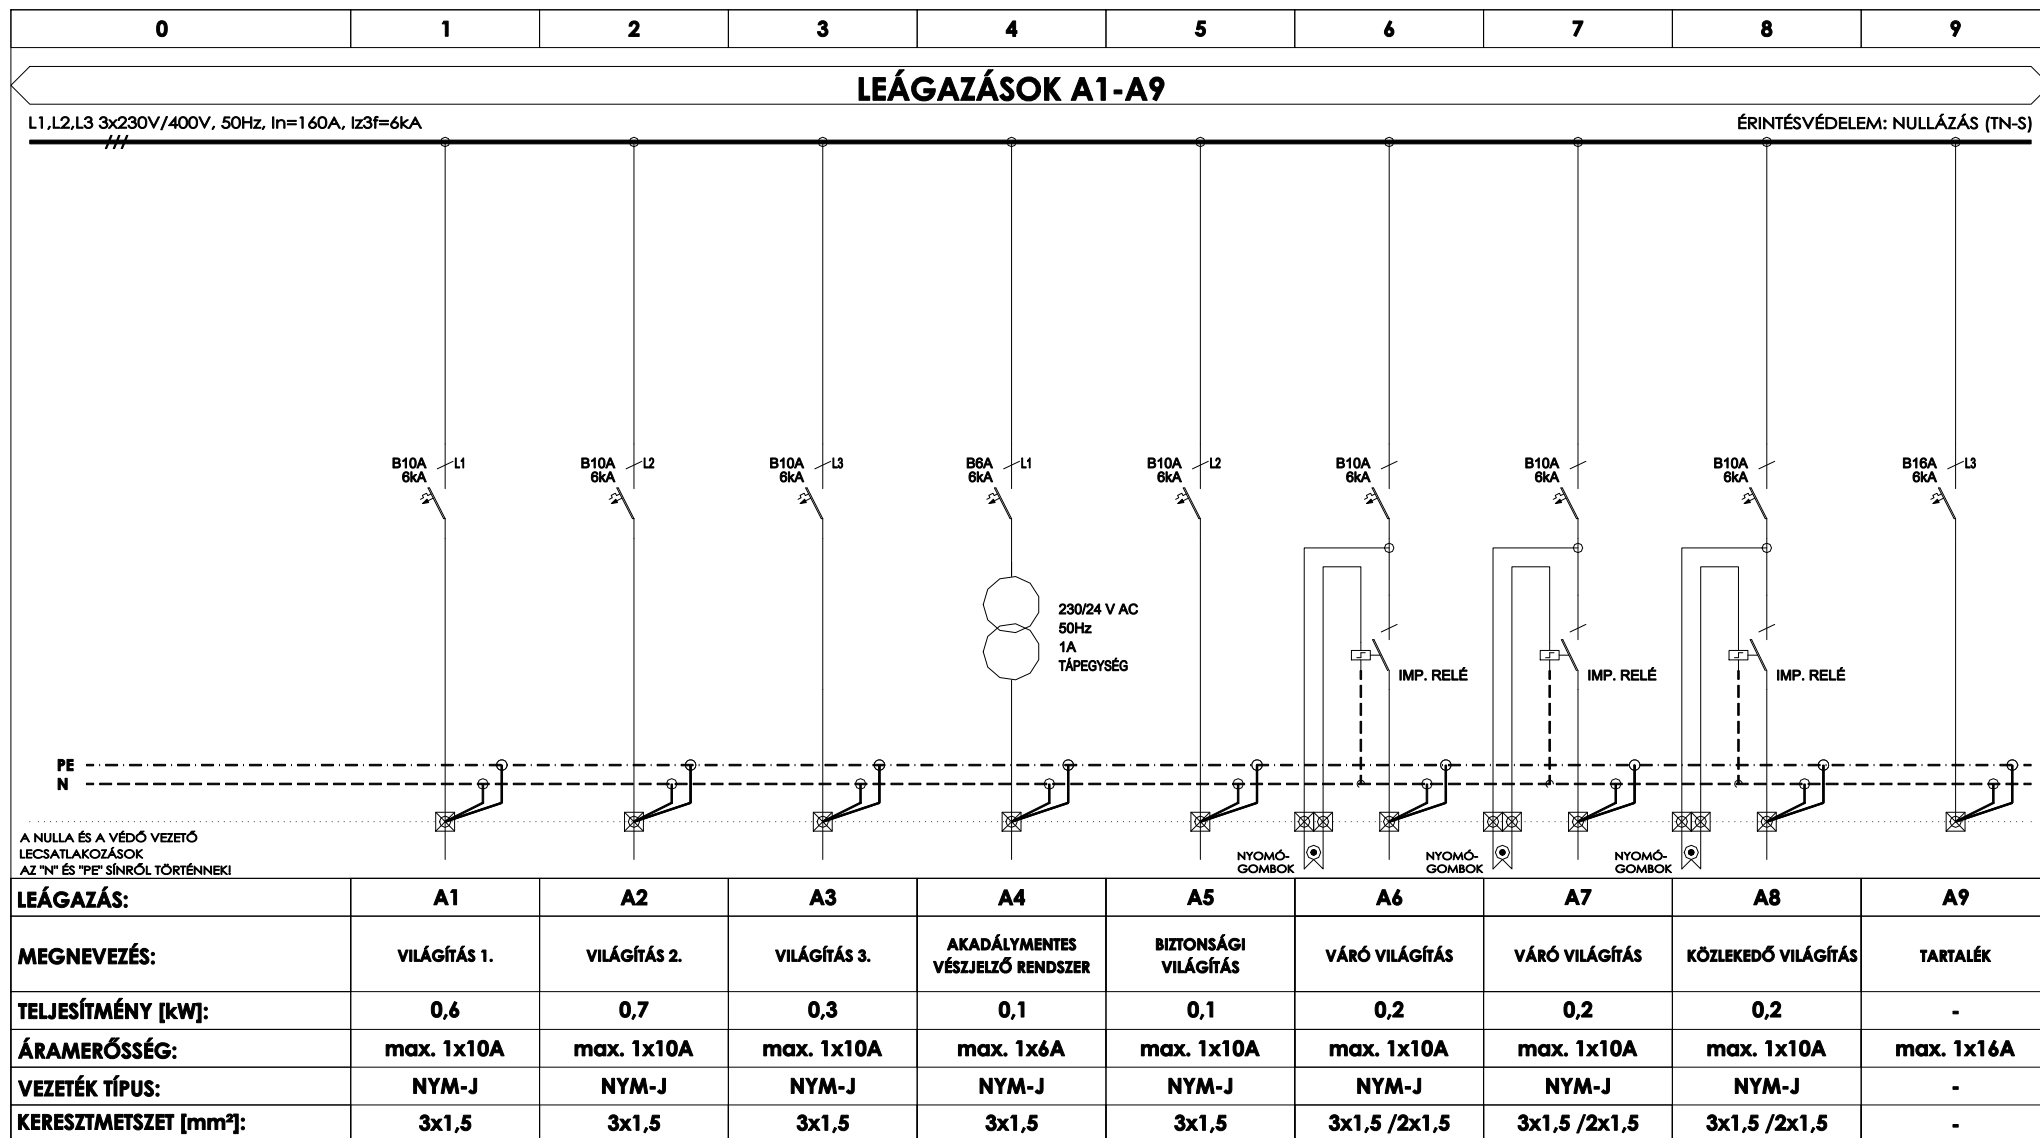 0 1 2 3 4 5 6 7 8 9
LEÁGAZÁSOK A1-A9
L1,L2,L3 3x230V/400V, 50Hz, In=160A, Iz3f=6kA
ÉRINTÉSVÉDELEM: NULLÁZÁS (TN-S)
B10A L1 B10A L2 B10A L3 B6A L1 B10A L2 B10A B10A B10A B16A L3
6kA 6kA 6kA 6kA 6kA 6kA 6kA 6kA 6kA
230/24 V AC
50Hz
1A
TÁPEGYSÉG
IMP. RELÉ IMP. RELÉ IMP. RELÉ
PE
N
A NULLA ÉS A VÉDŐ VEZETŐ
LECSATLAKOZÁSOK
AZ "N" ÉS "PE" SÍNRŐL TÖRTÉNNEK!
NYOMÓ-
GOMBOK
NYOMÓ-
GOMBOK
NYOMÓ-
GOMBOK
LEÁGAZÁS: A1 A2 A3 A4 A5 A6 A7 A8 A9
MEGNEVEZÉS: VILÁGÍTÁS 1. VILÁGÍTÁS 2. VILÁGÍTÁS 3. AKADÁLYMENTES VÉSZJELZŐ RENDSZER BIZTONSÁGI VILÁGÍTÁS VÁRÓ VILÁGÍTÁS VÁRÓ VILÁGÍTÁS KÖZLEKEDŐ VILÁGÍTÁS TARTALÉK
TELJESÍTMÉNY [kW]: 0,6 0,7 0,3 0,1 0,1 0,2 0,2 0,2 -
ÁRAMERŐSSÉG: max. 1x10A max. 1x10A max. 1x10A max. 1x6A max. 1x10A max. 1x10A max. 1x10A max. 1x10A max. 1x16A
VEZETÉK TÍPUS: NYM-J NYM-J NYM-J NYM-J NYM-J NYM-J NYM-J NYM-J -
KERESZTMETSZET [mm²]: 3x1,5 3x1,5 3x1,5 3x1,5 3x1,5 3x1,5 /2x1,5 3x1,5 /2x1,5 3x1,5 /2x1,5 -